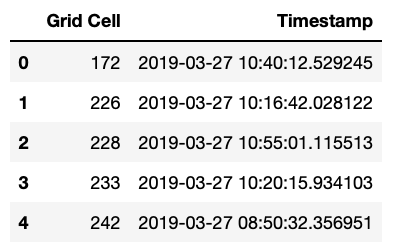 Grid Cell Timestamp
0 172 2019-03-27 10:40:12.529245
1 226 2019-03-27 10:16:42.028122
2 228 2019-03-27 10:55:01.115513
3 233 2019-03-27 10:20:15.934103
4 242 2019-03-27 08:50:32.356951